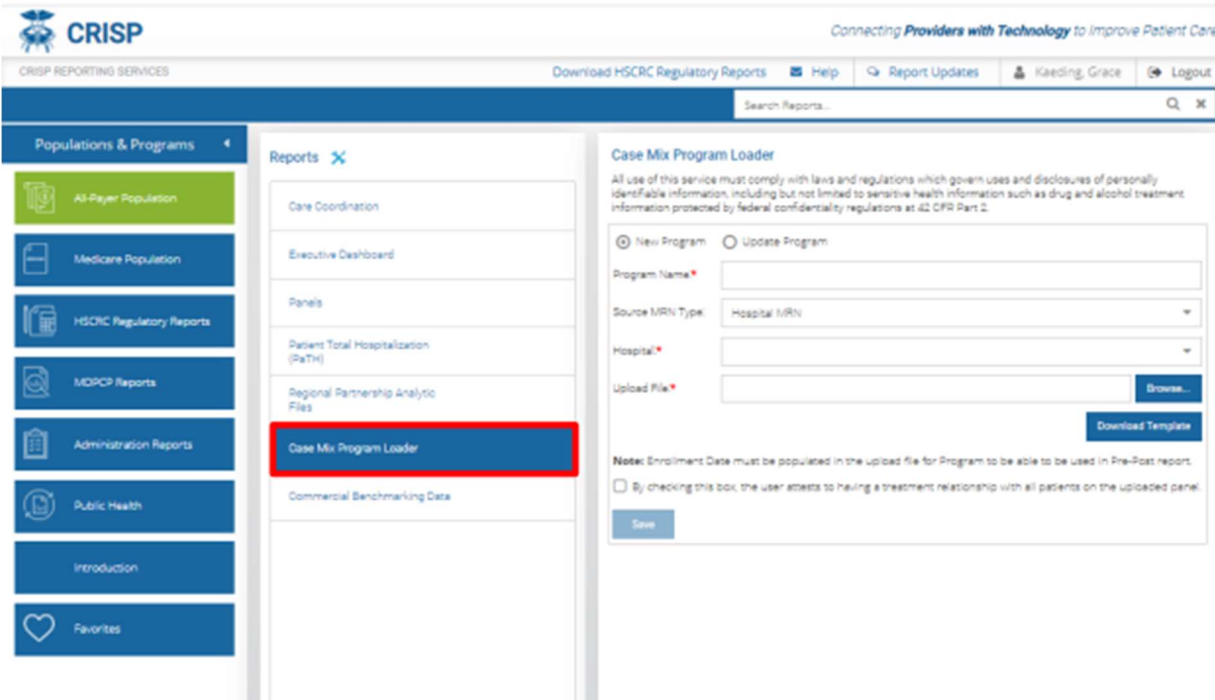 CRISP
Connecting Providers with Technology to Improve Patient Care
CRISP REPORTING SERVICES
Download HSCRC Regulatory Reports
Help
Report Updates
Kaeding, Grace
Logout
Search Reports...
Populations & Programs
All-Payer Population
Medicare Population
HSCRC Regulatory Reports
MDPCP Reports
Administration Reports
Public Health
Introduction
Favorites
Reports
Care Coordination
Executive Dashboard
Panels
Patient Total Hospitalization
(PaTH)
Regional Partnership Analytic
Files
Case Mix Program Loader
Commercial Benchmarking Data
Case Mix Program Loader
All use of this service must comply with laws and regulations which govern uses and disclosures of personally
identifiable information, including but not limited to sensitive health information such as drug and alcohol treatment
information protected by federal confidentiality regulations at 42 CFR Part 2.
New Program
Update Program
Program Name:*
Source MRN Type:
Hospital MRN
Hospital:*
Upload File:*
Browse...
Download Template
Note: Enrollment Date must be populated in the upload file for Program to be able to be used in Pre-Post report.
By checking this box, the user attests to having a treatment relationship with all patients on the uploaded panel.
Save